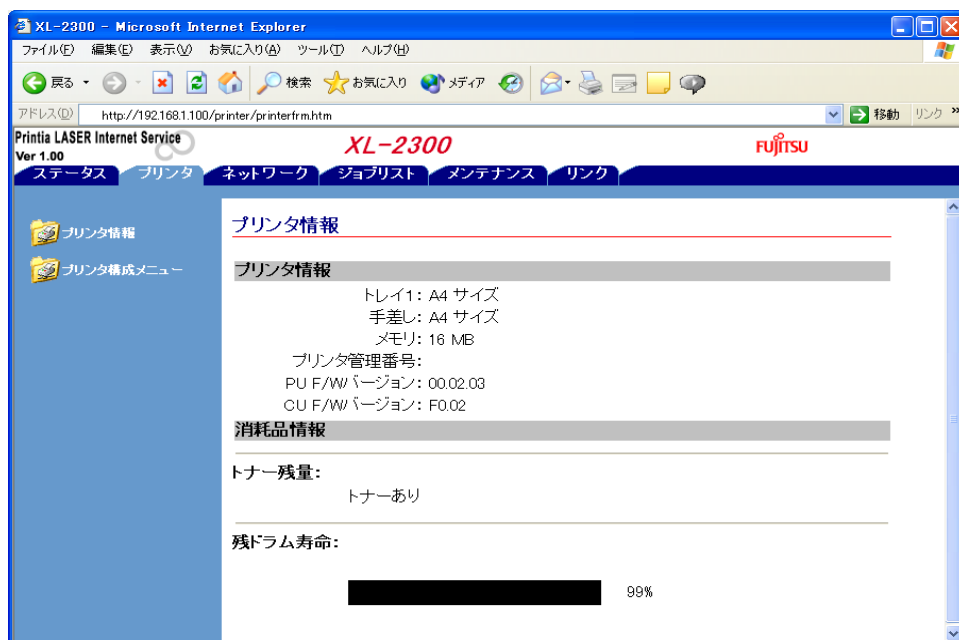 XL-2300 - Microsoft Internet Explorer
ファイル(F) 編集(E) 表示(V) お気に入り(A) ツール(T) ヘルプ(H)
戻る 検索 お気に入り メディア
アドレス(D) http://192.168.1.100/printer/printerfrm.htm 移動 リンク »
Printia LASER Internet Service
Ver 1.00
XL-2300
FUJITSU
ステータス プリンタ ネットワーク ジョブリスト メンテナンス リンク
プリンタ情報
プリンタ構成メニュー
プリンタ情報
プリンタ情報
トレイ1: A4 サイズ
手差し: A4 サイズ
メモリ: 16 MB
プリンタ管理番号:
PU F/Wバージョン: 00.02.03
CU F/Wバージョン: F0.02
消耗品情報
トナー残量:
トナーあり
残ドラム寿命:
99%